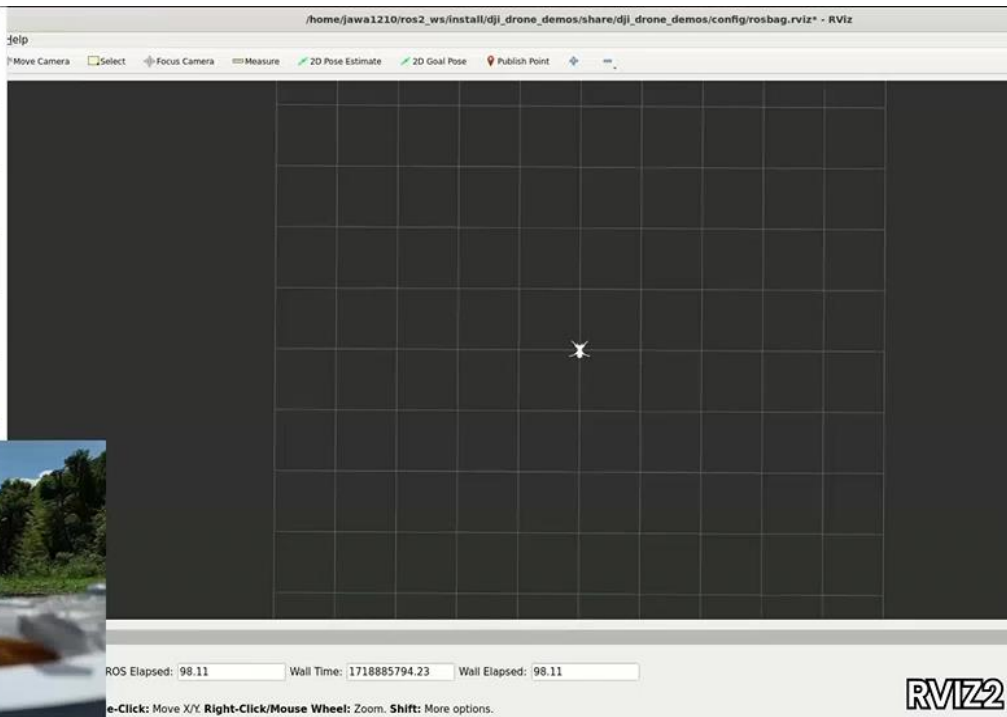 /home/jawa1210/ros2_ws/install/dji_drone_demos/share/dji_drone_demos/config/rosbag.rviz* - RViz
Help
Move Camera Select Focus Camera Measure 2D Pose Estimate 2D Goal Pose Publish Point
ROS Elapsed: 98.11 Wall Time: 1718885794.23 Wall Elapsed: 98.11
e-Click: Move X/Y. Right-Click/Mouse Wheel: Zoom. Shift: More options.
RVIZ2